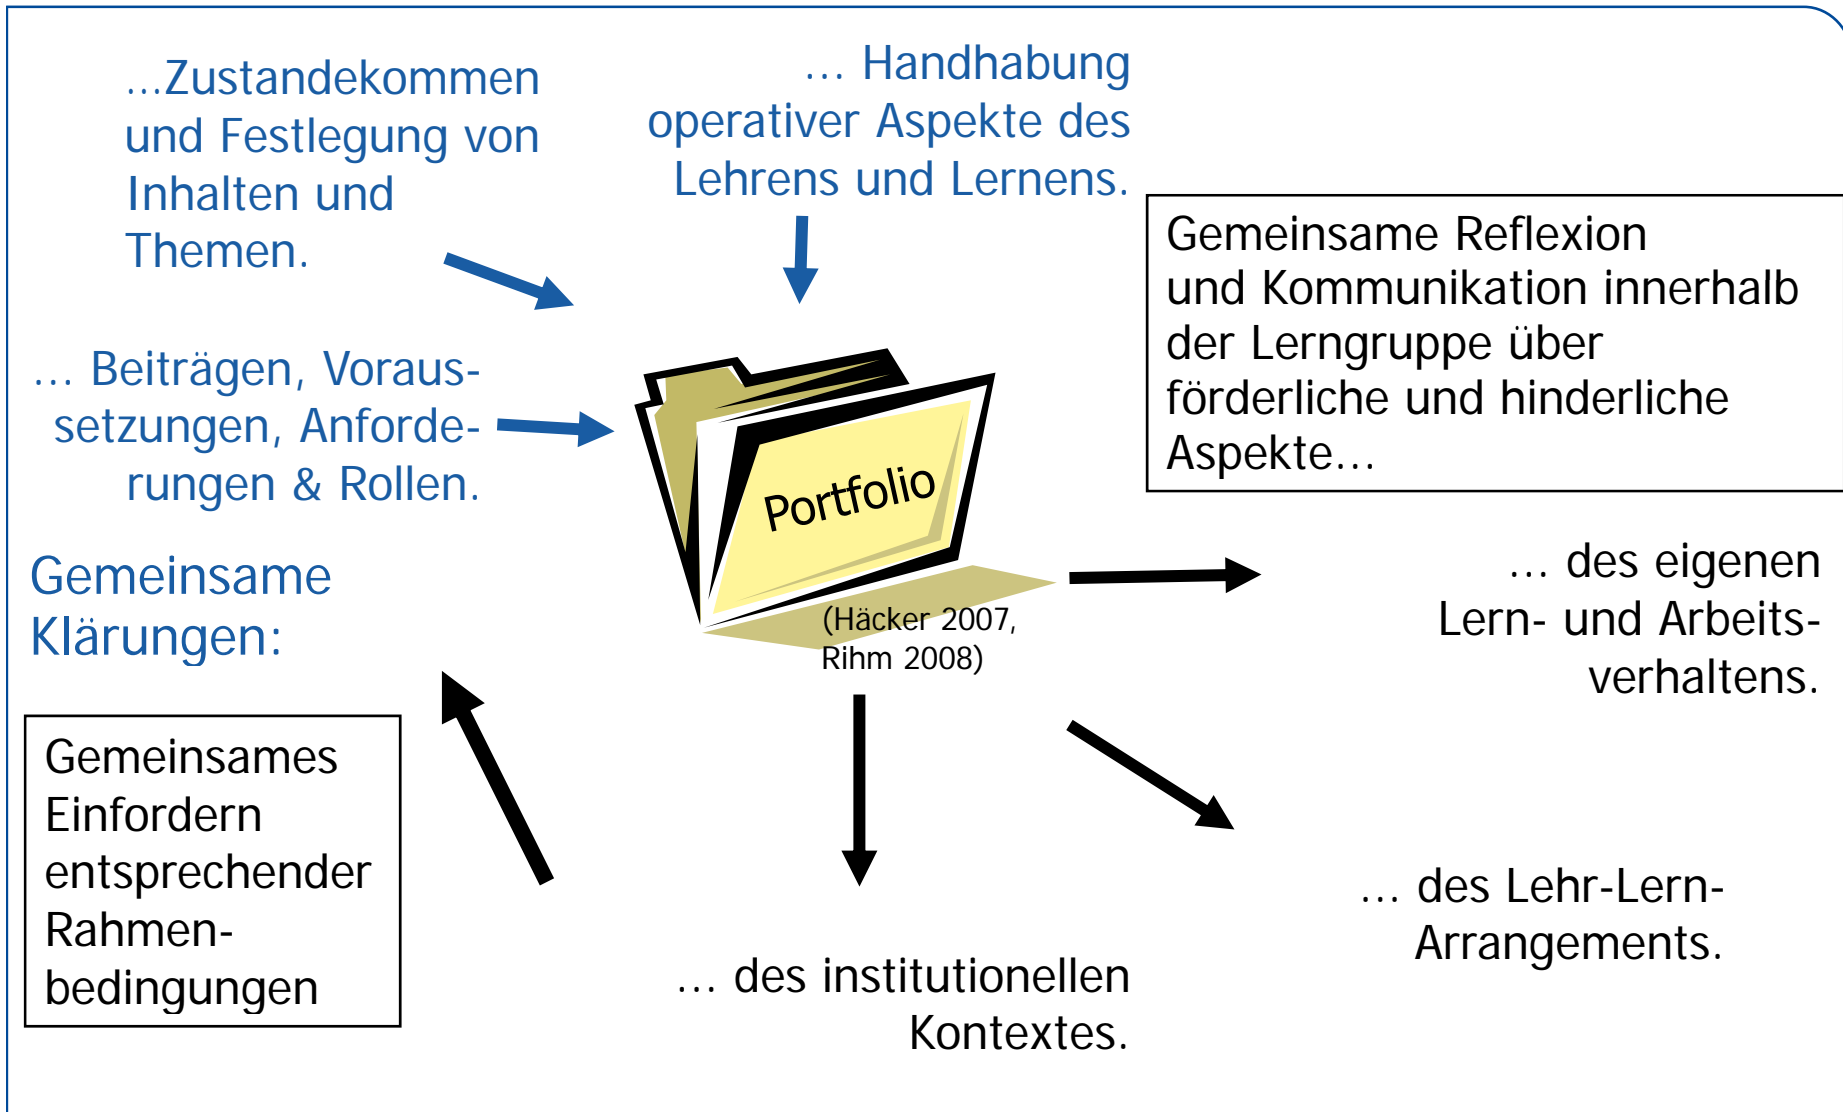 ...Zustandekommen
und Festlegung von
Inhalten und
Themen.
... Handhabung
operativer Aspekte des
Lehrens und Lernens.
Gemeinsame Reflexion
und Kommunikation innerhalb
der Lerngruppe über
förderliche und hinderliche
Aspekte...
... Beiträgen, Voraus-
setzungen, Anforde-
rungen & Rollen.
Portfolio
(Häcker 2007,
Rihm 2008)
Gemeinsame
Klärungen:
... des eigenen
Lern- und Arbeits-
verhaltens.
Gemeinsames
Einfordern
entsprechender
Rahmen-
bedingungen
... des Lehr-Lern-
Arrangements.
... des institutionellen
Kontextes.